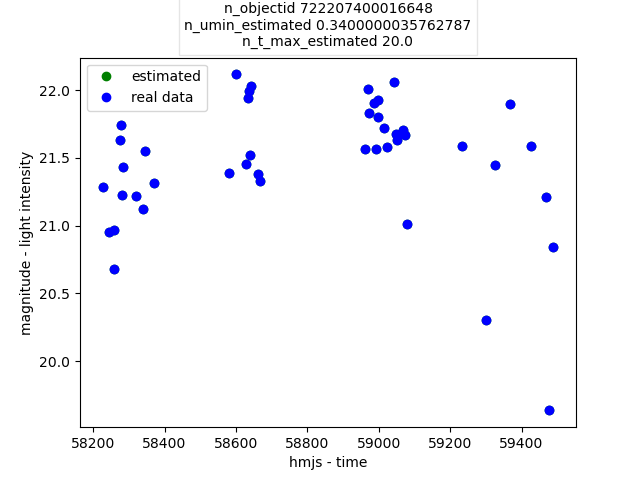 n_objectid 722207400016648
n_umin_estimated 0.3400000035762787
n_t_max_estimated 20.0
estimated
real data
22.0
21.5
21.0
20.5
20.0
magnitude - light intensity
58200 58400 58600 58800 59000 59200 59400
hmjs - time